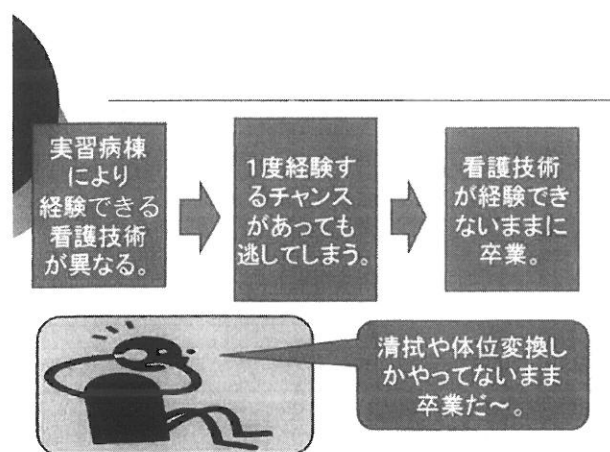 実習病棟
により
経験できる
看護技術
が異なる。
1度経験す
るチャンス
があっても
逃してしまう。
看護技術
が経験でき
ないままに
卒業。
清拭や体位変換し
かやってないまま
卒業だ~。